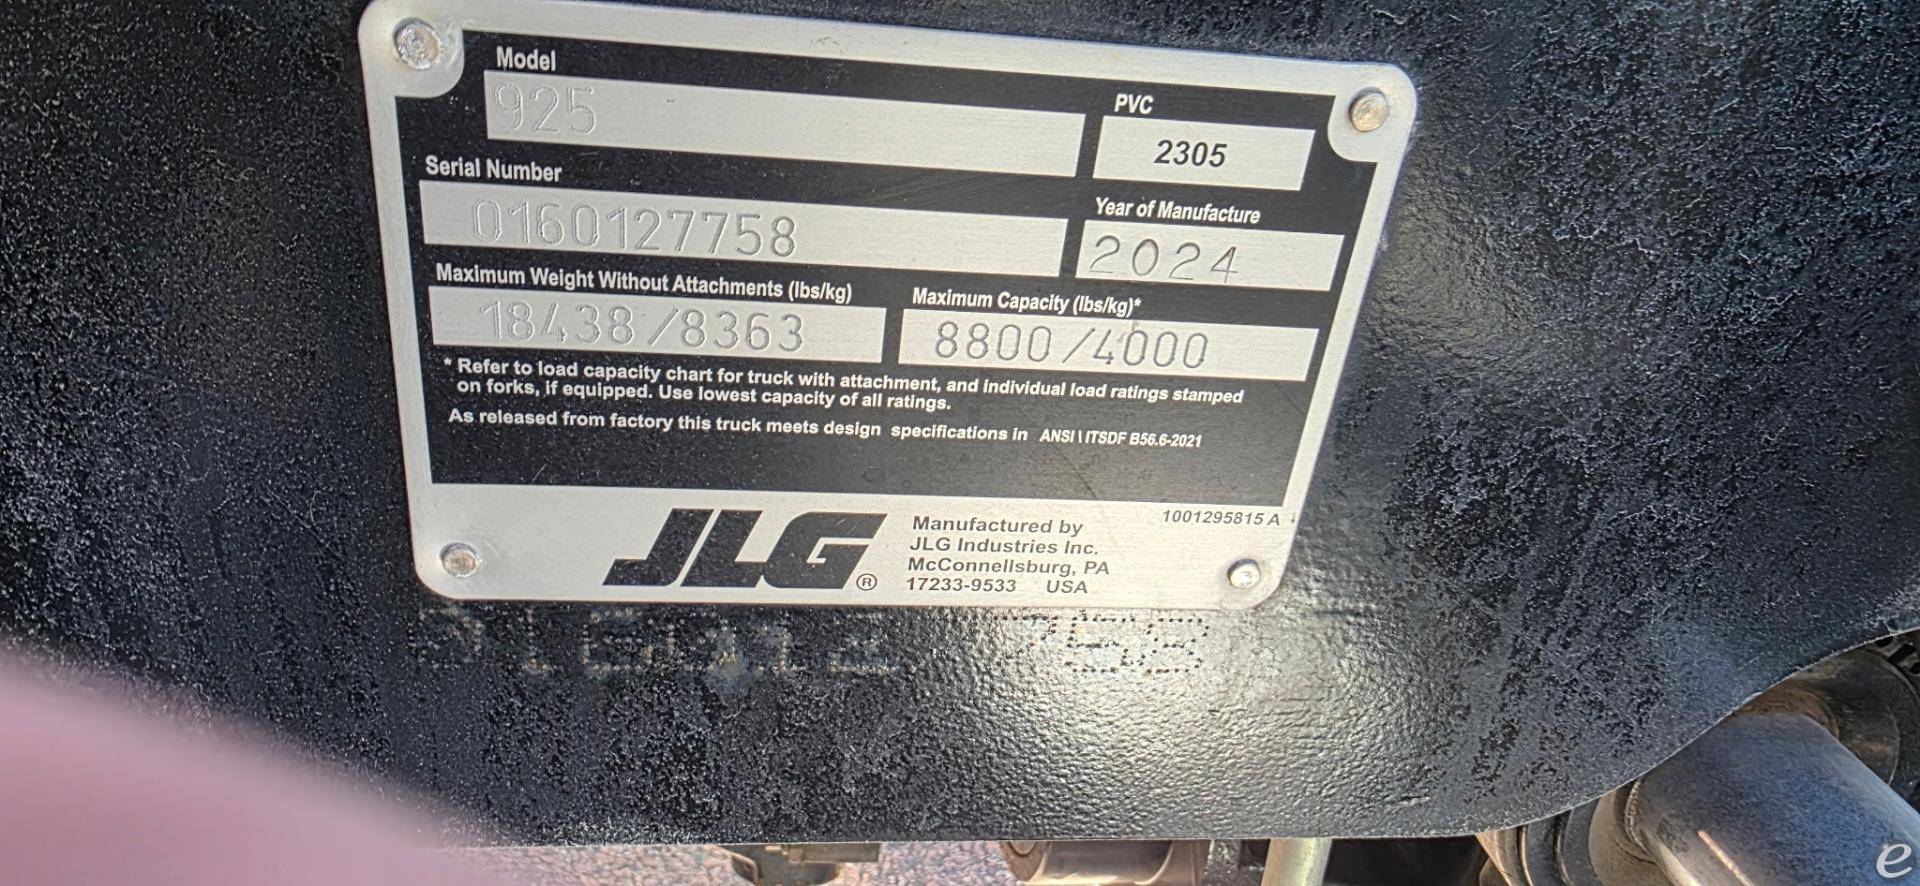 Model
925
PVC
2305
Serial Number
0160127758
Year of Manufacture
2024
Maximum Weight Without Attachments (lbs/kg)
18438/8363
Maximum Capacity (lbs/kg)*
8800/4000
* Refer to load capacity chart for truck with attachment, and individual load ratings stamped
on forks, if equipped. Use lowest capacity of all ratings.
As released from factory this truck meets design specifications in ANSI \ ITSDF B56.6-2021
JLG ®
Manufactured by
JLG Industries Inc.
McConnellsburg, PA
17233-9533 USA
1001295815 A
e